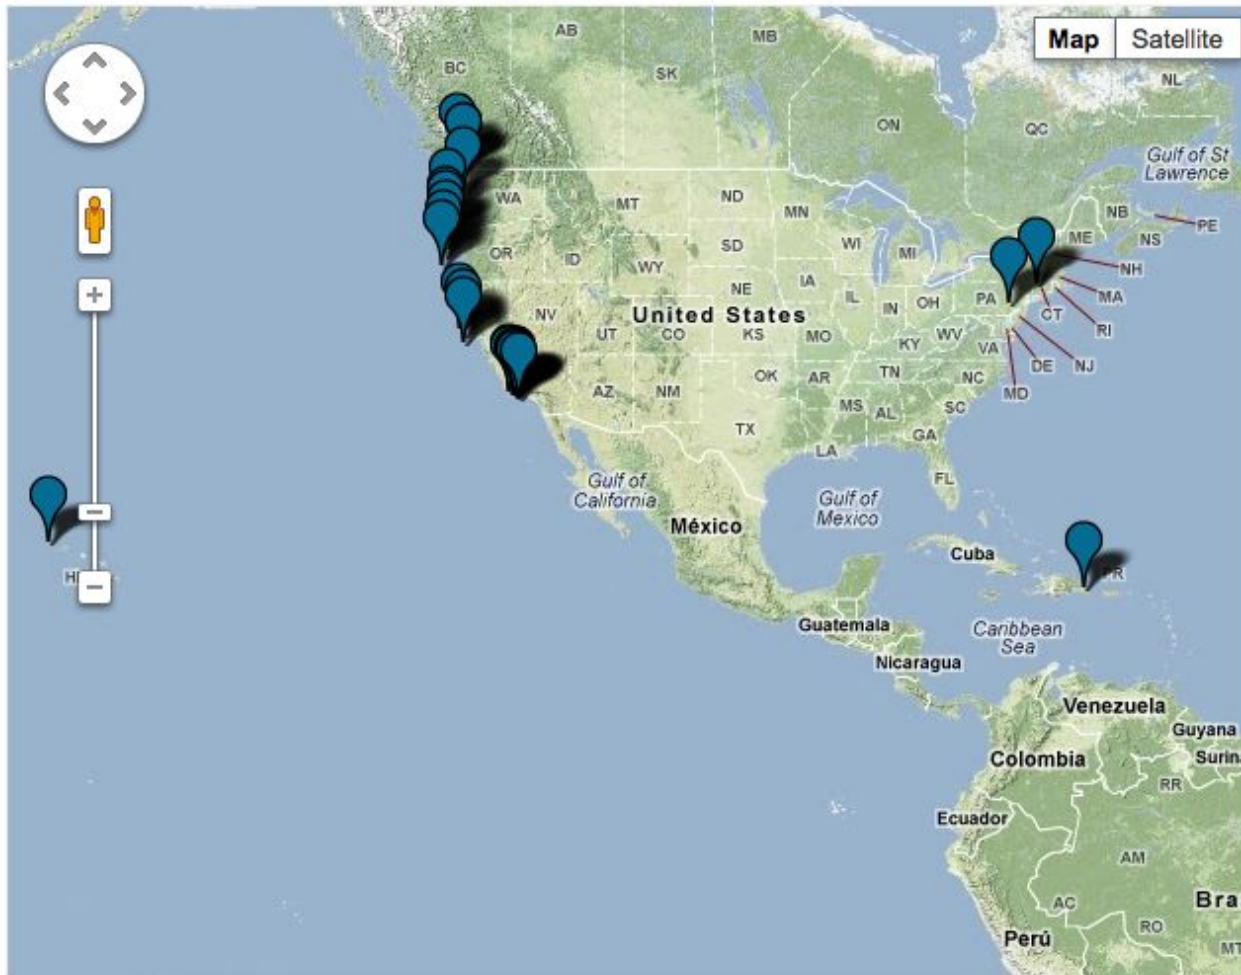 AB
MB
Map
Satellite
BC
SK
NL
ON
QC
Gulf of St
Lawrence
WA
MT
ND
MN
NB
PE
ME
NS
OR
ID
WY
SD
WI
MI
NH
IA
NE
PA
MA
IL
IN
OH
CT
RI
NV
UT
CO
United States
KS
MO
WV
KY
VA
DE
NJ
AZ
NM
OK
AR
TN
NC
MD
MS
AL
SC
TX
GA
LA
FL
Gulf of
California
Gulf of
Mexico
México
Cuba
PR
Guatemala
Caribbean
Sea
Nicaragua
Venezuela
Guyana
Colombia
Surin
RR
Ecuador
AM
AC
Bra
RO
Perú
MT